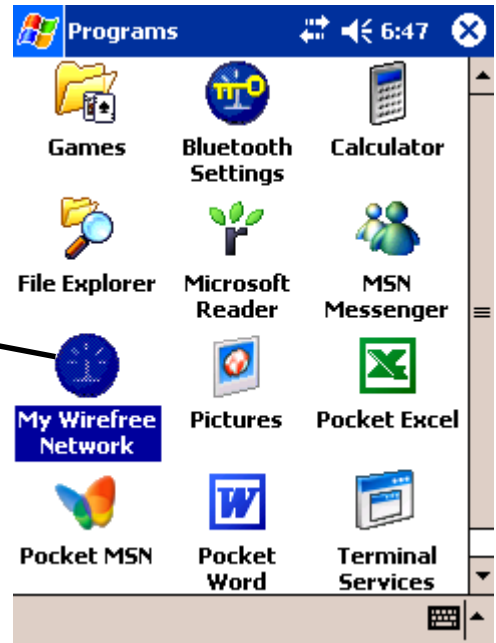 Programs 6:47
Games Bluetooth Calculator
Settings
File Explorer Microsoft MSN
Reader Messenger
My Wirefree Pictures Pocket Excel
Network
Pocket MSN Pocket Terminal
Word Services